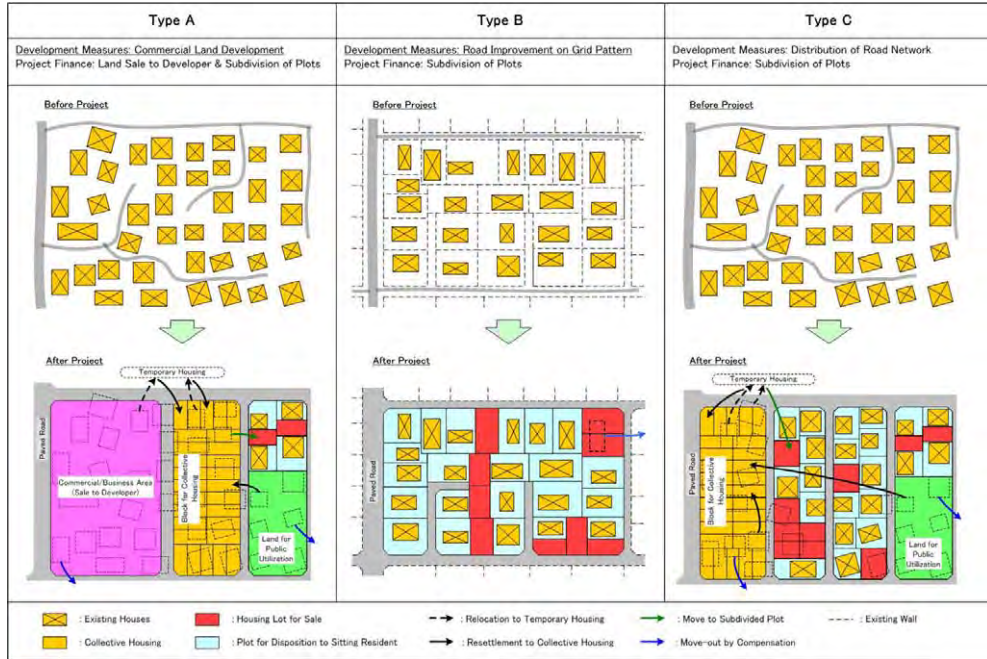 Type A
Type B
Type C
Development Measures: Commercial Land Development
Project Finance: Land Sale to Developer & Subdivision of Plots
Development Measures: Road Improvement on Grid Pattern
Project Finance: Subdivision of Plots
Development Measures: Distribution of Road Network
Project Finance: Subdivision of Plots
Before Project
Before Project
Before Project
After Project
After Project
After Project
Temporary Housing
Paved Road
Commercial/Business Area
(Sale to Developer)
Block for Collective
Housing
Land for
Public
Utilization
Paved Road
Temporary Housing
Paved Road
Block for Collective
Housing
Land for
Public
Utilization
: Existing Houses
: Housing Lot for Sale
: Relocation to Temporary Housing
: Move to Subdivided Plot
: Existing Wall
: Collective Housing
: Plot for Disposition to Sitting Resident
: Resettlement to Collective Housing
: Move-out by Compensation